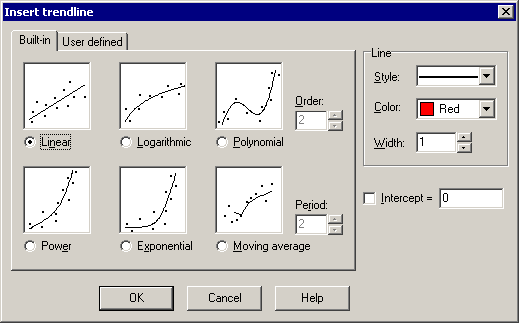 Insert trendline
Built-in
User defined
Linear
Logarithmic
Polynomial
Order:
2
Power
Exponential
Moving average
Period:
2
Line
Style:
Color:
Red
Width:
1
Intercept =
0
OK
Cancel
Help